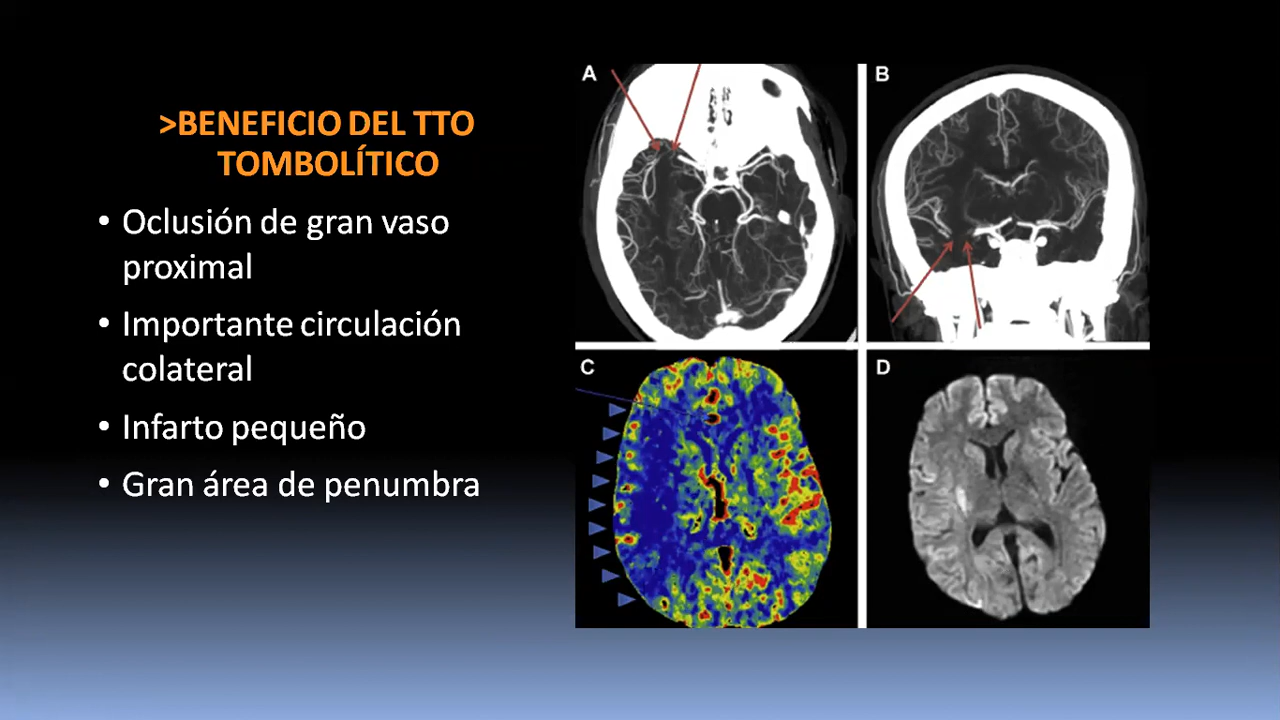 >BENEFICIO DEL TTO
TOMBOLÍTICO
• Oclusión de gran vaso
proximal
• Importante circulación
colateral
• Infarto pequeño
• Gran área de penumbra
A
B
C
D